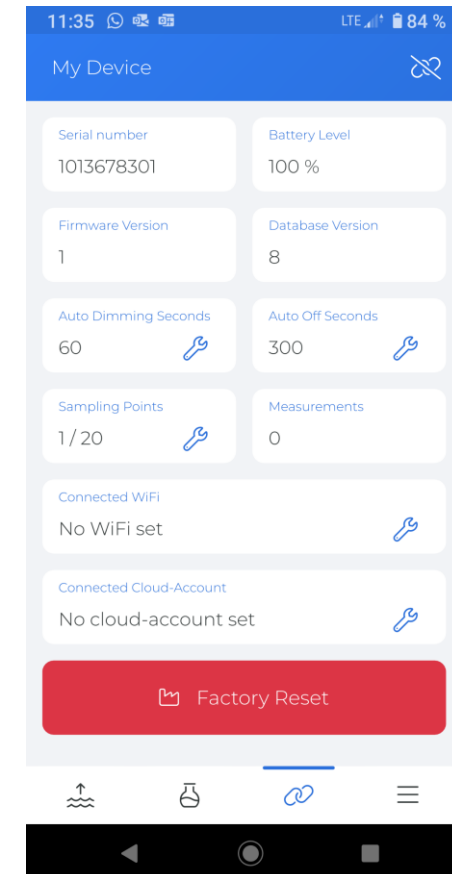 11:35 LTE 84 %
My Device
Serial number Battery Level
1013678301 100 %
Firmware Version Database Version
1 8
Auto Dimming Seconds Auto Off Seconds
60 300
Sampling Points Measurements
1 / 20 0
Connected WiFi
No WiFi set
Connected Cloud-Account
No cloud-account set
Factory Reset